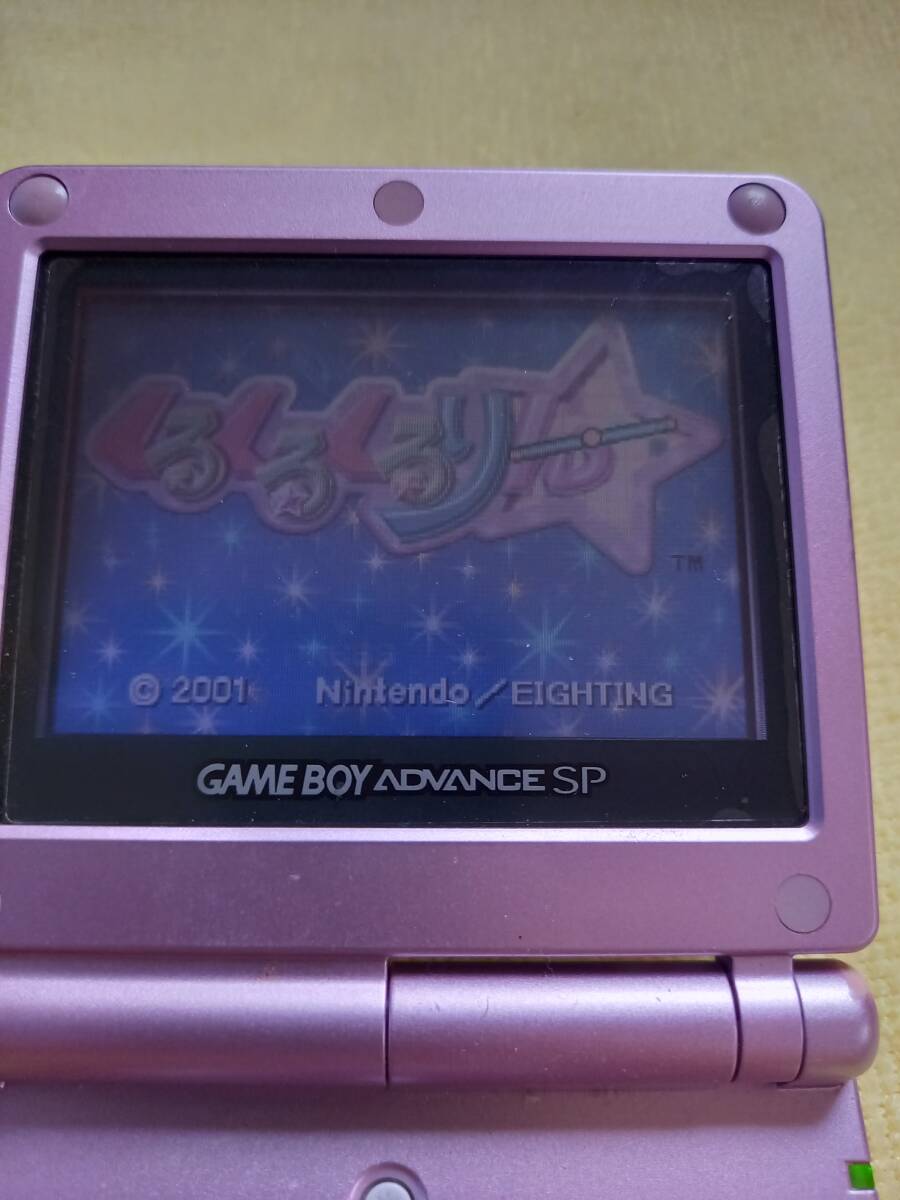 くるくるくるりん
TM
© 2001 Nintendo／EIGHTING
GAME BOY ADVANCE SP